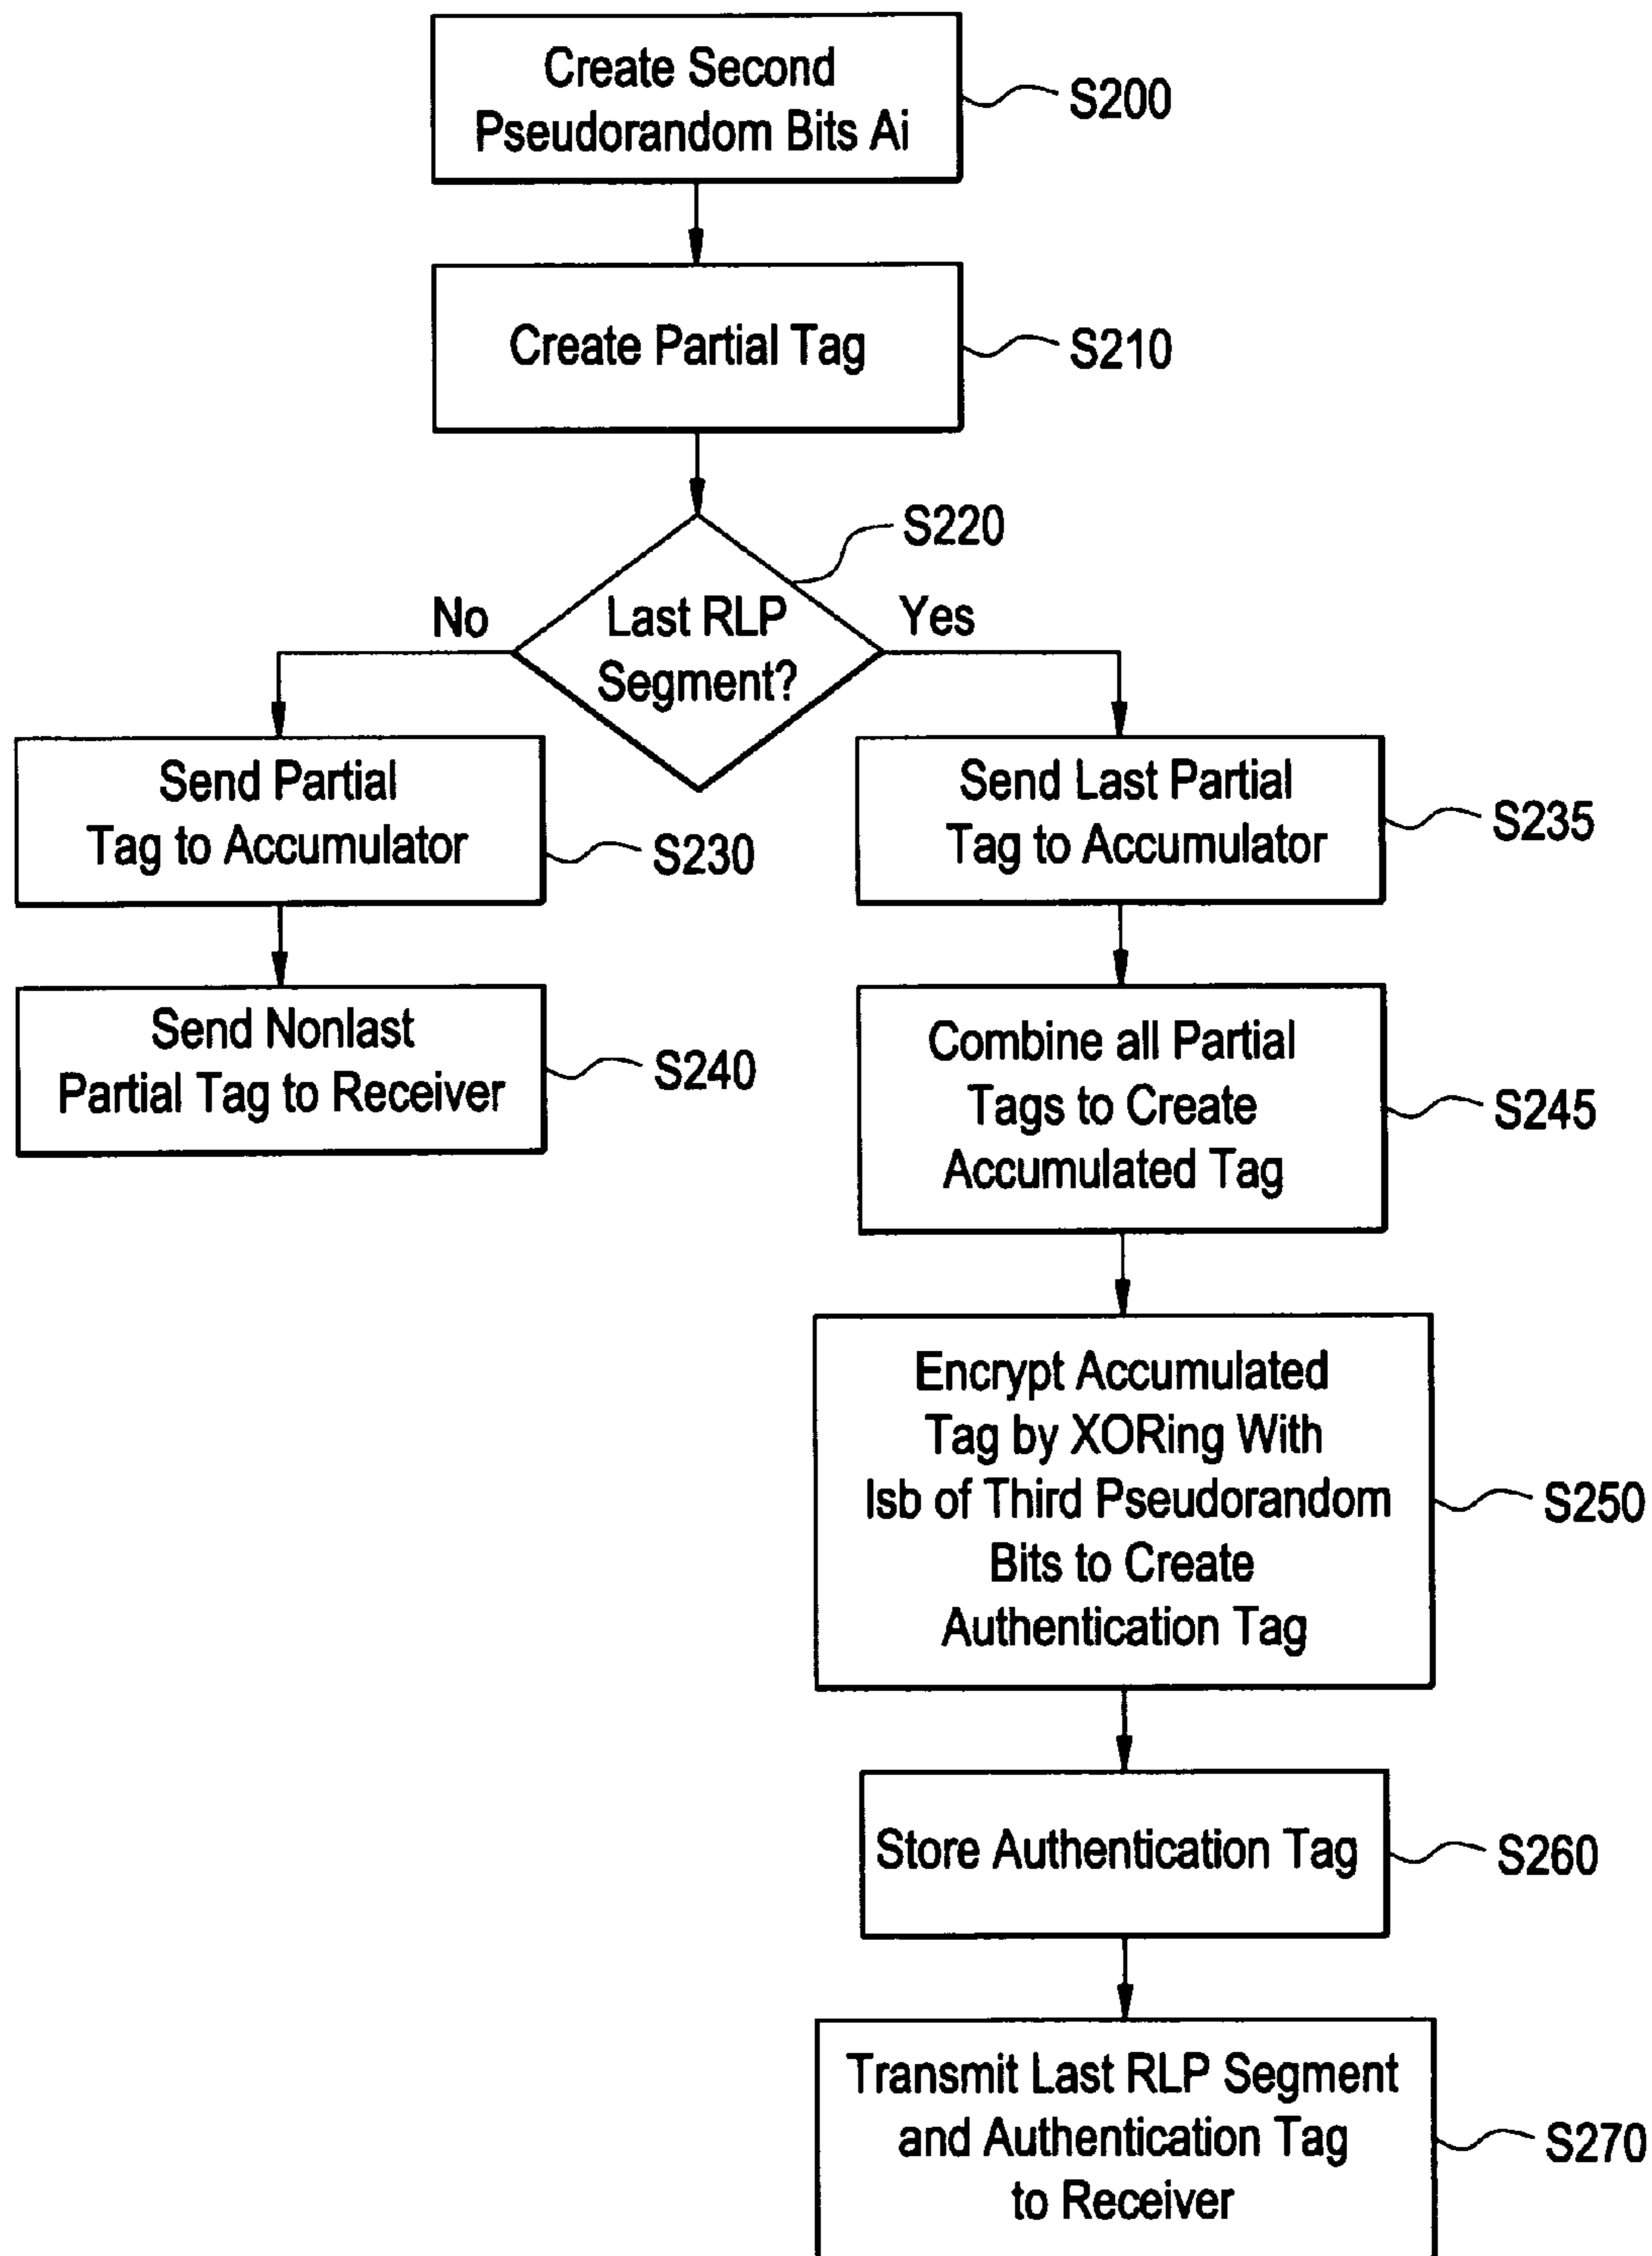 Create Second
Pseudorandom Bits Ai
S200
Create Partial Tag
S210
S220
No
Last RLP
Segment?
Yes
Send Partial
Tag to Accumulator
S230
Send Last Partial
Tag to Accumulator
S235
Send Nonlast
Partial Tag to Receiver
S240
Combine all Partial
Tags to Create
Accumulated Tag
S245
Encrypt Accumulated
Tag by XORing With
lsb of Third Pseudorandom
Bits to Create
Authentication Tag
S250
Store Authentication Tag
S260
Transmit Last RLP Segment
and Authentication Tag
to Receiver
S270